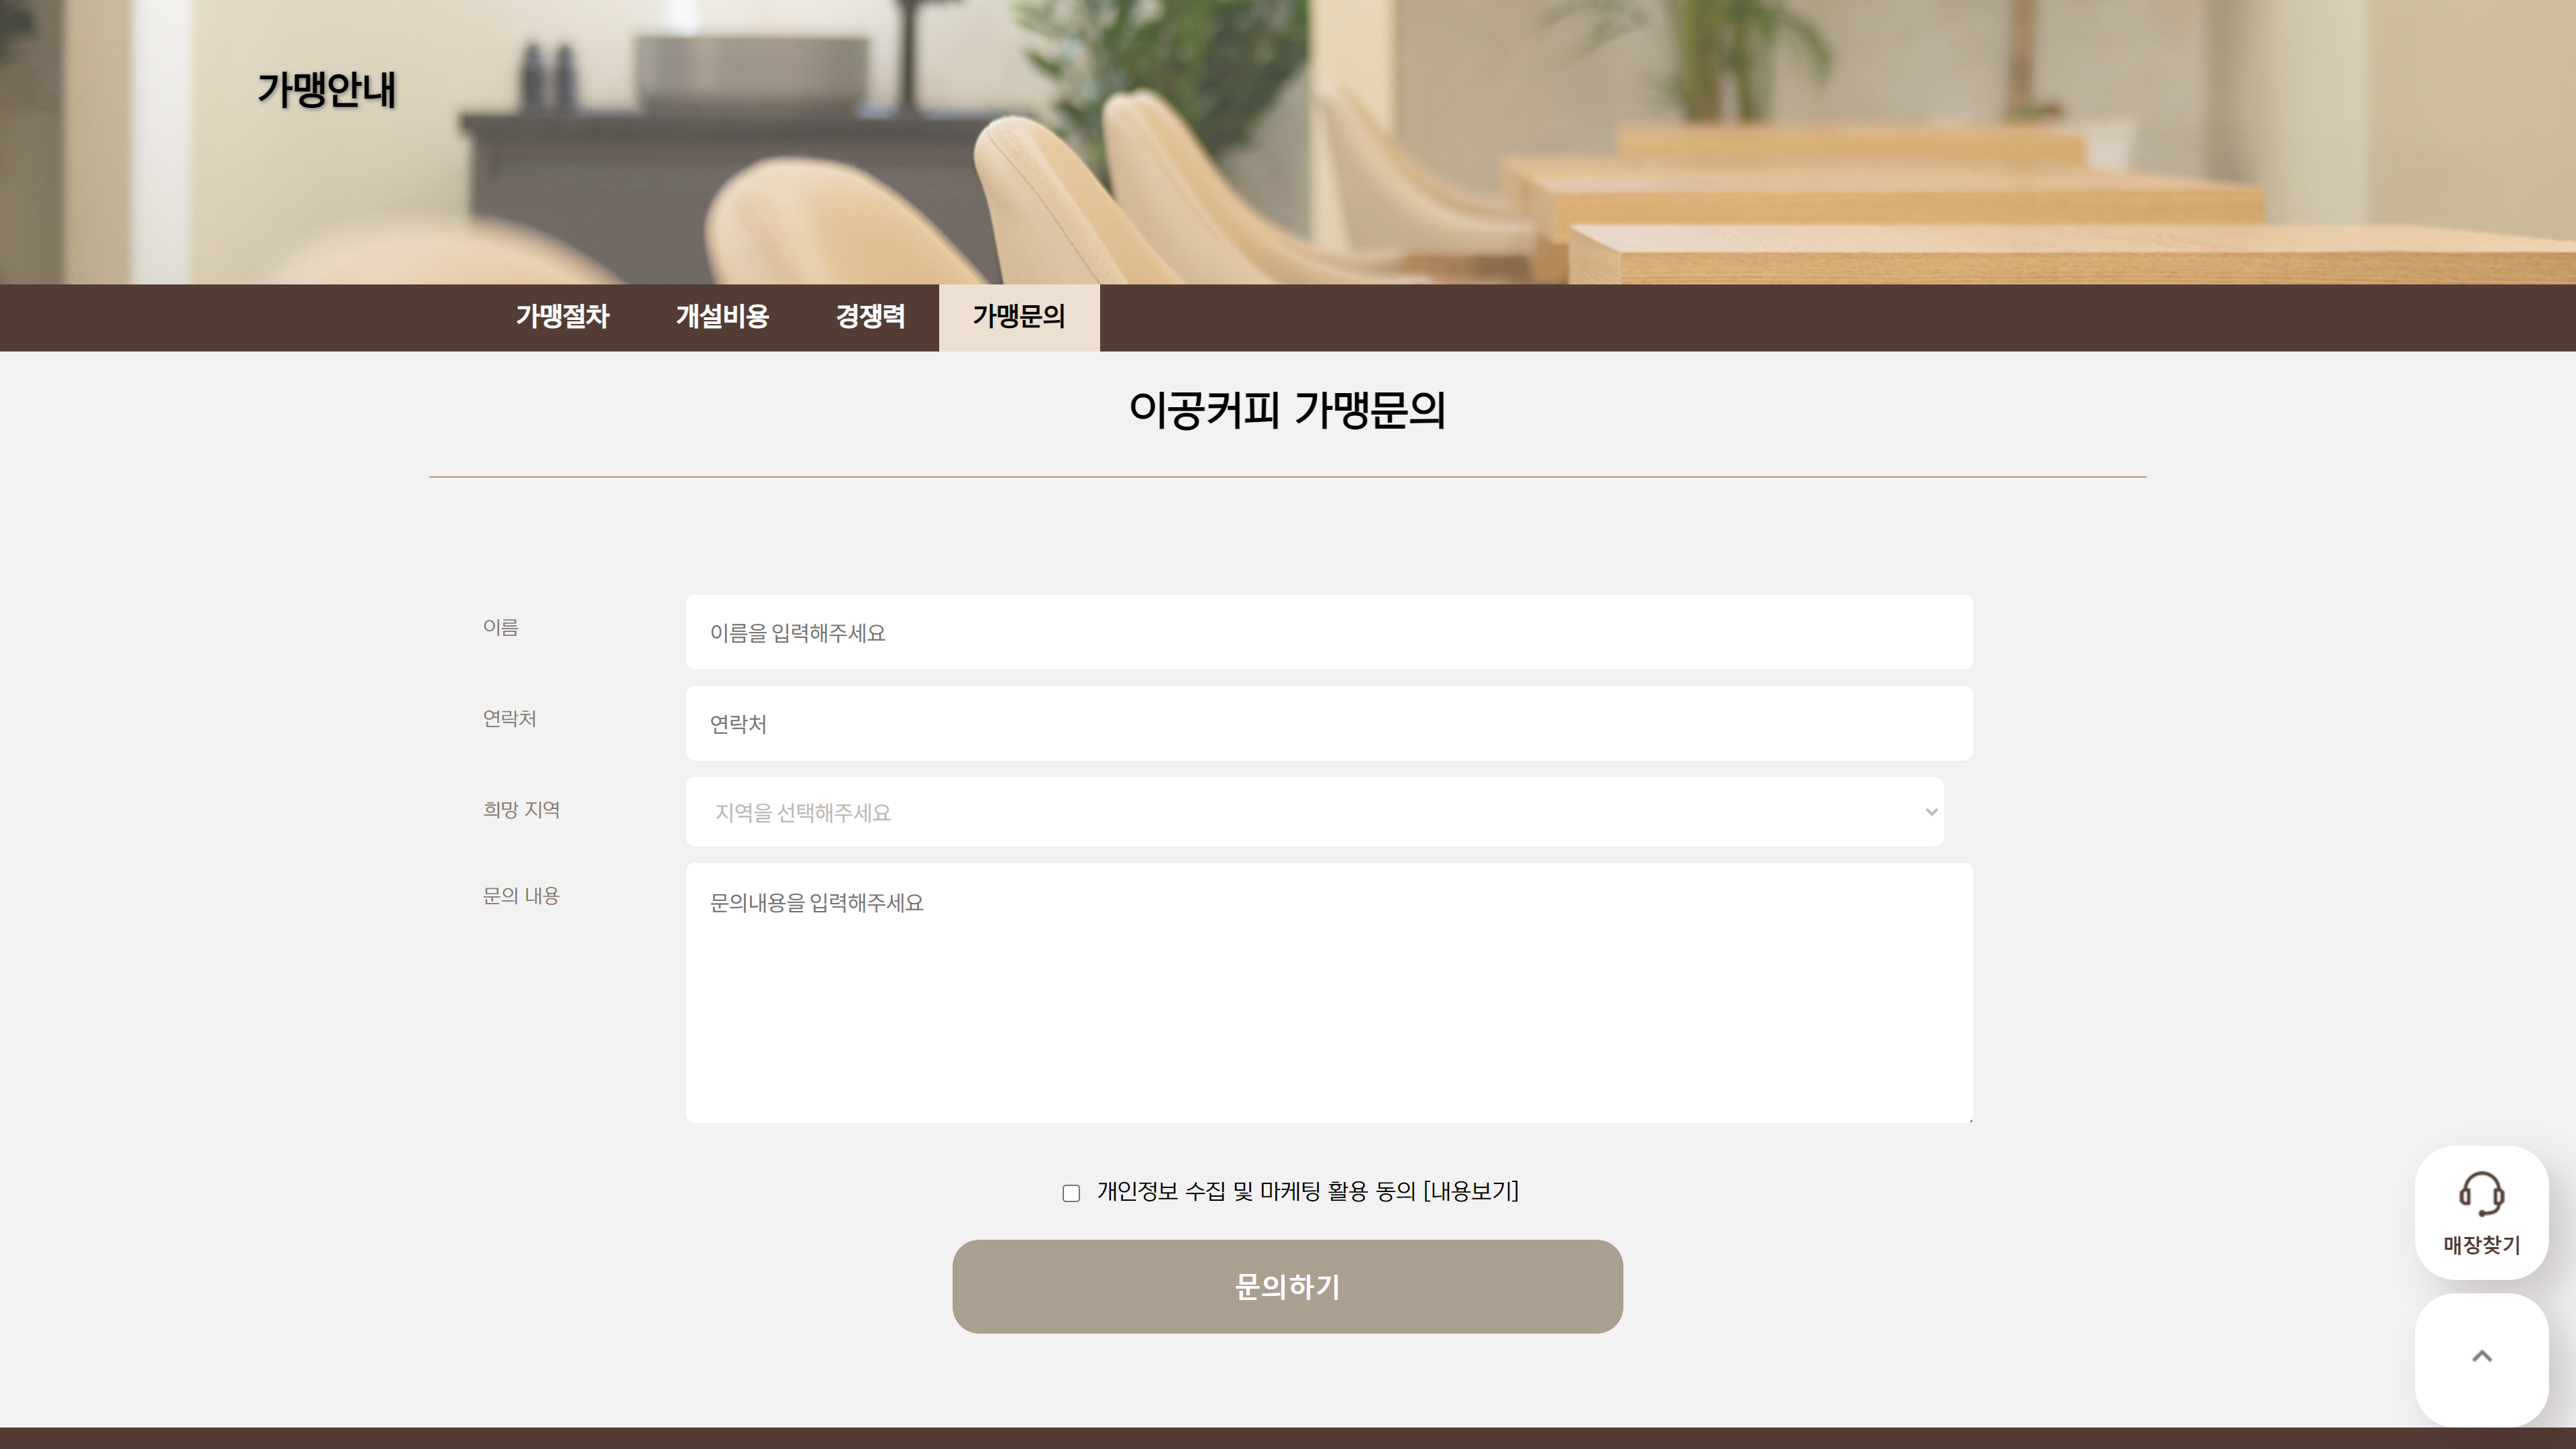 가맹안내
가맹절차 개설비용 경쟁력 가맹문의
이공커피 가맹문의
이름 이름을 입력해주세요
연락처 연락처
희망 지역 지역을 선택해주세요
문의 내용 문의내용을 입력해주세요
개인정보 수집 및 마케팅 활용 동의 [내용보기]
문의하기
매장찾기